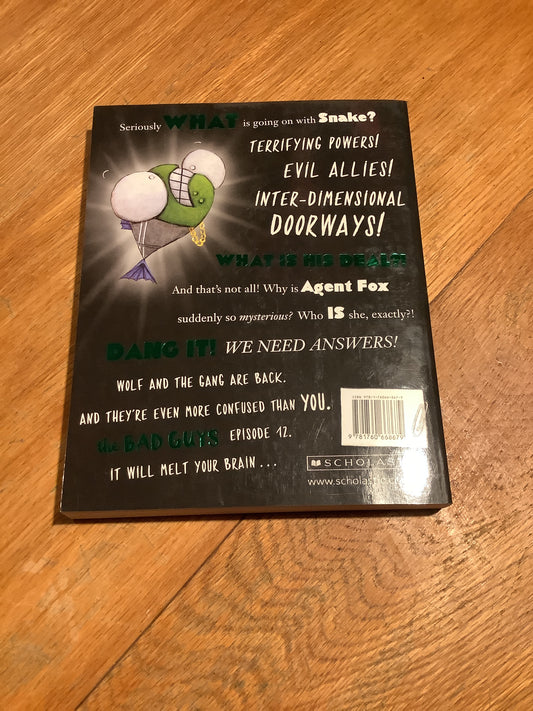 Seriously WHAT is going on with Snake?
TERRIFYING POWERS!
EVIL ALLIES!
INTER-DIMENSIONAL
DOORWAYS!
WHAT IS HIS DEAL?!
And that's not all! Why is Agent Fox
suddenly so mysterious? Who IS she, exactly?!
DANG IT! WE NEED ANSWERS!
WOLF AND THE GANG ARE BACK.
AND THEY'RE EVEN MORE CONFUSED THAN YOU.
the BAD GUYS EPISODE 12.
IT WILL MELT YOUR BRAIN . . .
SCHOLASTIC
www.scholastic.co